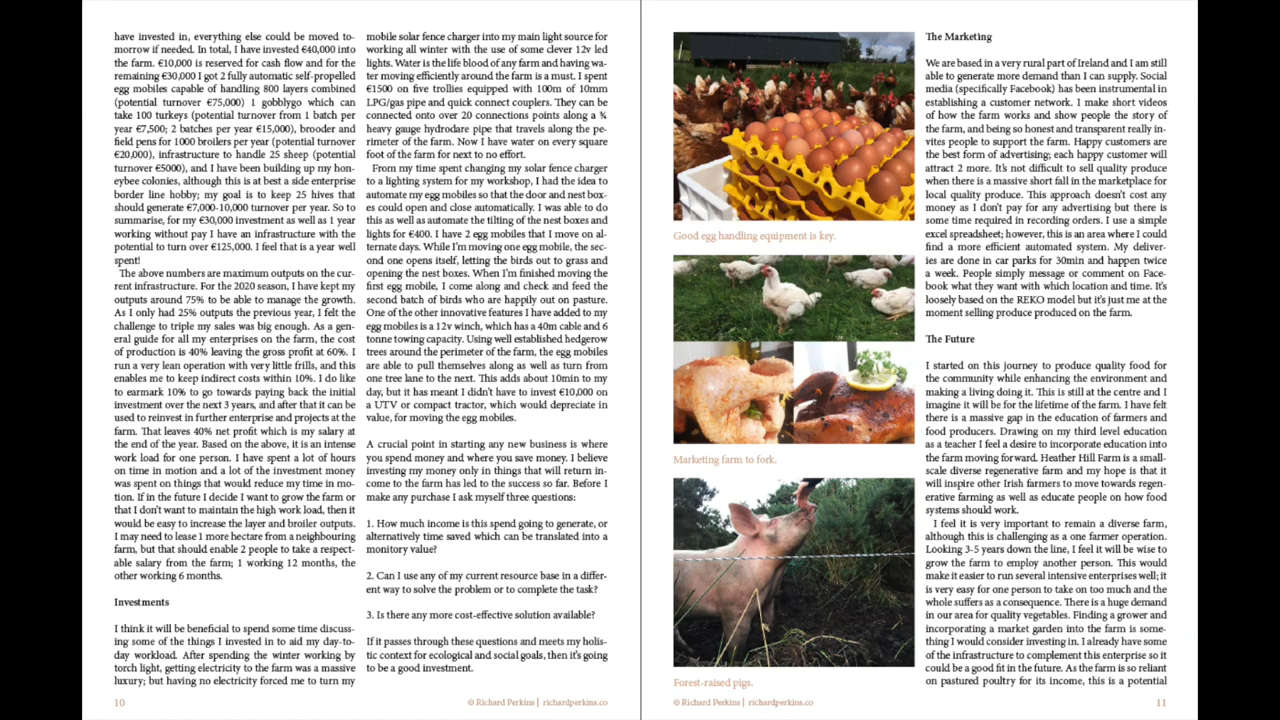 have invested in, everything else could be moved to-
morrow if needed. In total, I have invested €40,000 into
the farm. €10,000 is reserved for cash flow and for the
remaining €30,000 I got 2 fully automatic self-propelled
egg mobiles capable of handling 800 layers combined
(potential turnover €75,000) 1 gobblygo which can
take 100 turkeys (potential turnover from 1 batch per
year €7,500; 2 batches per year €15,000), brooder and
field pens for 1000 broilers per year (potential turnover
€20,000), infrastructure to handle 25 sheep (potential
turnover €5000), and I have been building up my hon-
eybee colonies, although this is at best a side enterprise
border line hobby; my goal is to keep 25 hives that
should generate €7,000-10,000 turnover per year. So to
summarise, for my €30,000 investment as well as 1 year
working without pay I have an infrastructure with the
potential to turn over €125,000. I feel that is a year well
spent!
The above numbers are maximum outputs on the cur-
rent infrastructure. For the 2020 season, I have kept my
outputs around 75% to be able to manage the growth.
As I only had 25% outputs the previous year, I felt the
challenge to triple my sales was big enough. As a gen-
eral guide for all my enterprises on the farm, the cost
of production is 40% leaving the gross profit at 60%. I
run a very lean operation with very little frills, and this
enables me to keep indirect costs within 10%. I do like
to earmark 10% to go towards paying back the initial
investment over the next 3 years, and after that it can be
used to reinvest in further enterprise and projects at the
farm. That leaves 40% net profit which is my salary at
the end of the year. Based on the above, it is an intense
work load for one person. I have spent a lot of hours
on time in motion and a lot of the investment money
was spent on things that would reduce my time in mo-
tion. If in the future I decide I want to grow the farm or
that I don't want to maintain the high work load, then it
would be easy to increase the layer and broiler outputs.
I may need to lease 1 more hectare from a neighbouring
farm, but that should enable 2 people to take a respect-
able salary from the farm; 1 working 12 months, the
other working 6 months.
Investments
I think it will be beneficial to spend some time discuss-
ing some of the things I invested in to aid my day-to-
day workload. After spending the winter working by
torch light, getting electricity to the farm was a massive
luxury; but having no electricity forced me to turn my
mobile solar fence charger into my main light source for
working all winter with the use of some clever 12v led
lights. Water is the life blood of any farm and having wa-
ter moving efficiently around the farm is a must. I spent
€1500 on five trollies equipped with 100m of 10mm
LPG/gas pipe and quick connect couplers. They can be
connected onto over 20 connections points along a ¾
heavy gauge hydrodare pipe that travels along the pe-
rimeter of the farm. Now I have water on every square
foot of the farm for next to no effort.
From my time spent changing my solar fence charger
to a lighting system for my workshop, I had the idea to
automate my egg mobiles so that the door and nest box-
es could open and close automatically. I was able to do
this as well as automate the tilting of the nest boxes and
lights for €400. I have 2 egg mobiles that I move on al-
ternate days. While I'm moving one egg mobile, the sec-
ond one opens itself, letting the birds out to grass and
opening the nest boxes. When I'm finished moving the
first egg mobile, I come along and check and feed the
second batch of birds who are happily out on pasture.
One of the other innovative features I have added to my
egg mobiles is a 12v winch, which has a 40m cable and 6
tonne towing capacity. Using well established hedgerow
trees around the perimeter of the farm, the egg mobiles
are able to pull themselves along as well as turn from
one tree lane to the next. This adds about 10min to my
day, but it has meant I didn't have to invest €10,000 on
a UTV or compact tractor, which would depreciate in
value, for moving the egg mobiles.
A crucial point in starting any new business is where
you spend money and where you save money. I believe
investing my money only in things that will return in-
come to the farm has led to the success so far. Before I
make any purchase I ask myself three questions:
1. How much income is this spend going to generate, or
alternatively time saved which can be translated into a
monitory value?
2. Can I use any of my current resource base in a differ-
ent way to solve the problem or to complete the task?
3. Is there any more cost-effective solution available?
If it passes through these questions and meets my holis-
tic context for ecological and social goals, then it's going
to be a good investment.
10
© Richard Perkins | richardperkins.co
Good egg handling equipment is key.
Marketing farm to fork.
Forest-raised pigs.
The Marketing
We are based in a very rural part of Ireland and I am still
able to generate more demand than I can supply. Social
media (specifically Facebook) has been instrumental in
establishing a customer network. I make short videos
of how the farm works and show people the story of
the farm, and being so honest and transparent really in-
vites people to support the farm. Happy customers are
the best form of advertising; each happy customer will
attract 2 more. It's not difficult to sell quality produce
when there is a massive short fall in the marketplace for
local quality produce. This approach doesn't cost any
money as I don't pay for any advertising but there is
some time required in recording orders. I use a simple
excel spreadsheet; however, this is an area where I could
find a more efficient automated system. My deliver-
ies are done in car parks for 30min and happen twice
a week. People simply message or comment on Face-
book what they want with which location and time. It's
loosely based on the REKO model but it's just me at the
moment selling produce produced on the farm.
The Future
I started on this journey to produce quality food for
the community while enhancing the environment and
making a living doing it. This is still at the centre and I
imagine it will be for the lifetime of the farm. I have felt
there is a massive gap in the education of farmers and
food producers. Drawing on my third level education
as a teacher I feel a desire to incorporate education into
the farm moving forward. Heather Hill Farm is a small-
scale diverse regenerative farm and my hope is that it
will inspire other Irish farmers to move towards regen-
erative farming as well as educate people on how food
systems should work.
I feel it is very important to remain a diverse farm,
although this is challenging as a one farmer operation.
Looking 3-5 years down the line, I feel it will be wise to
grow the farm to employ another person. This would
make it easier to run several intensive enterprises well; it
is very easy for one person to take on too much and the
whole suffers as a consequence. There is a huge demand
in our area for quality vegetables. Finding a grower and
incorporating a market garden into the farm is some-
thing I would consider investing in. I already have some
of the infrastructure to complement this enterprise so it
could be a good fit in the future. As the farm is so reliant
on pastured poultry for its income, this is a potential
© Richard Perkins | richardperkins.co
11